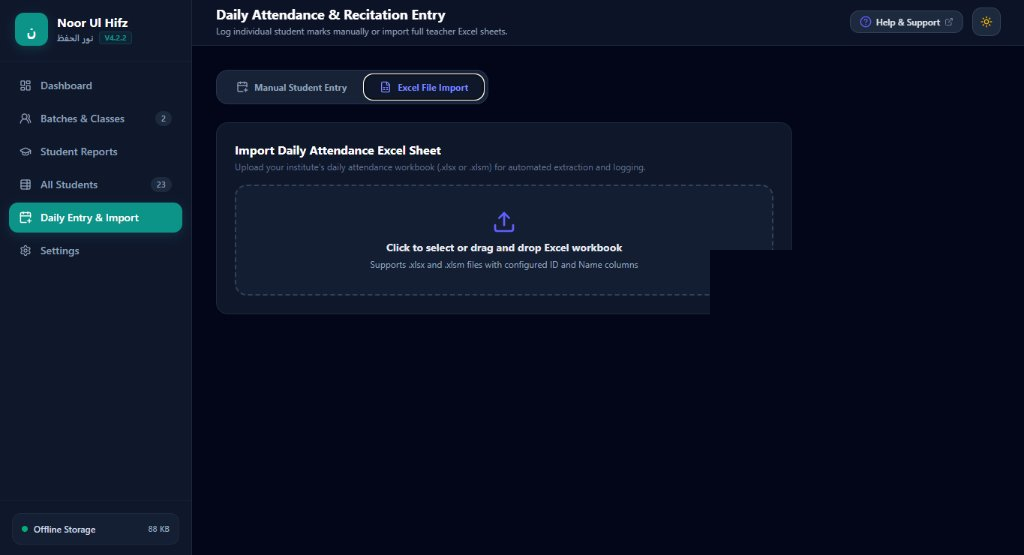 Noor Ul Hifz
نور الحفظ V4.2.2
Dashboard
Batches & Classes 2
Student Reports
All Students 23
Daily Entry & Import
Settings
Offline Storage 88 KB
Daily Attendance & Recitation Entry
Log individual student marks manually or import full teacher Excel sheets.
Help & Support
Manual Student Entry Excel File Import
Import Daily Attendance Excel Sheet
Upload your institute's daily attendance workbook (.xlsx or .xlsm) for automated extraction and logging.
Click to select or drag and drop Excel workbook
Supports .xlsx and .xlsm files with configured ID and Name columns
ن